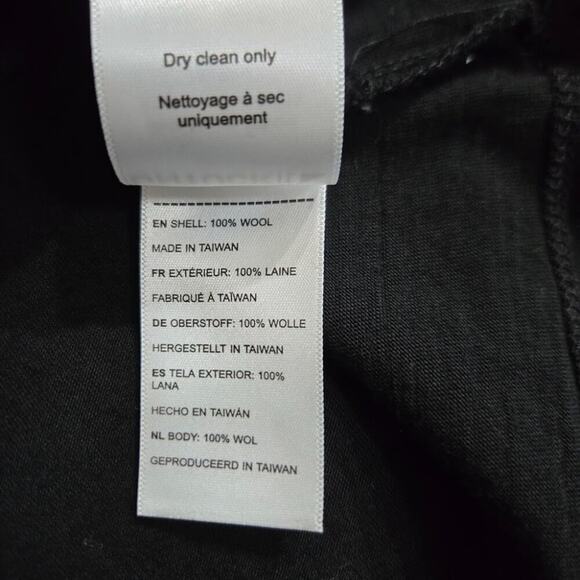 Dry clean only
Nettoyage à sec
uniquement
EN SHELL: 100% WOOL
MADE IN TAIWAN
FR EXTÉRIEUR: 100% LAINE
FABRIQUÉ À TAÏWAN
DE OBERSTOFF: 100% WOLLE
HERGESTELLT IN TAIWAN
ES TELA EXTERIOR: 100%
LANA
HECHO EN TAIWÁN
NL BODY: 100% WOL
GEPRODUCEERD IN TAIWAN